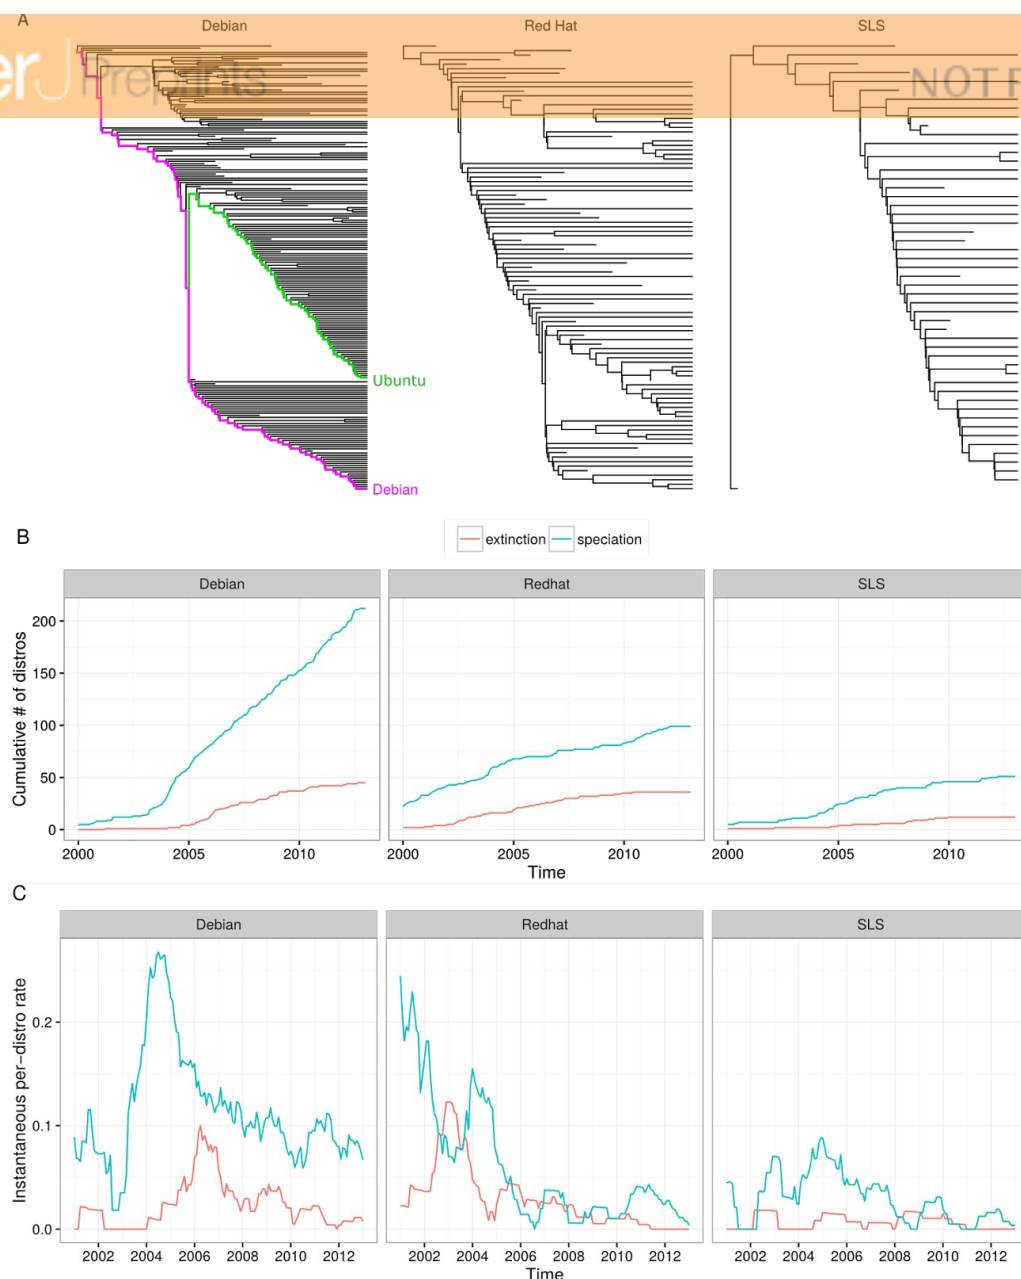 A
Debian Red Hat SLS
er J Preprints NOT
Ubuntu
Debian
B
extinction speciation
Debian Redhat SLS
Cumulative # of distros
200
150
100
50
0
2000 2005 2010 2000 2005 2010 2000 2005 2010
Time
C
Debian Redhat SLS
Instantaneous per−distro rate
0.2
0.1
0.0
2002 2004 2006 2008 2010 2012 2002 2004 2006 2008 2010 2012 2002 2004 2006 2008 2010 2012
Time